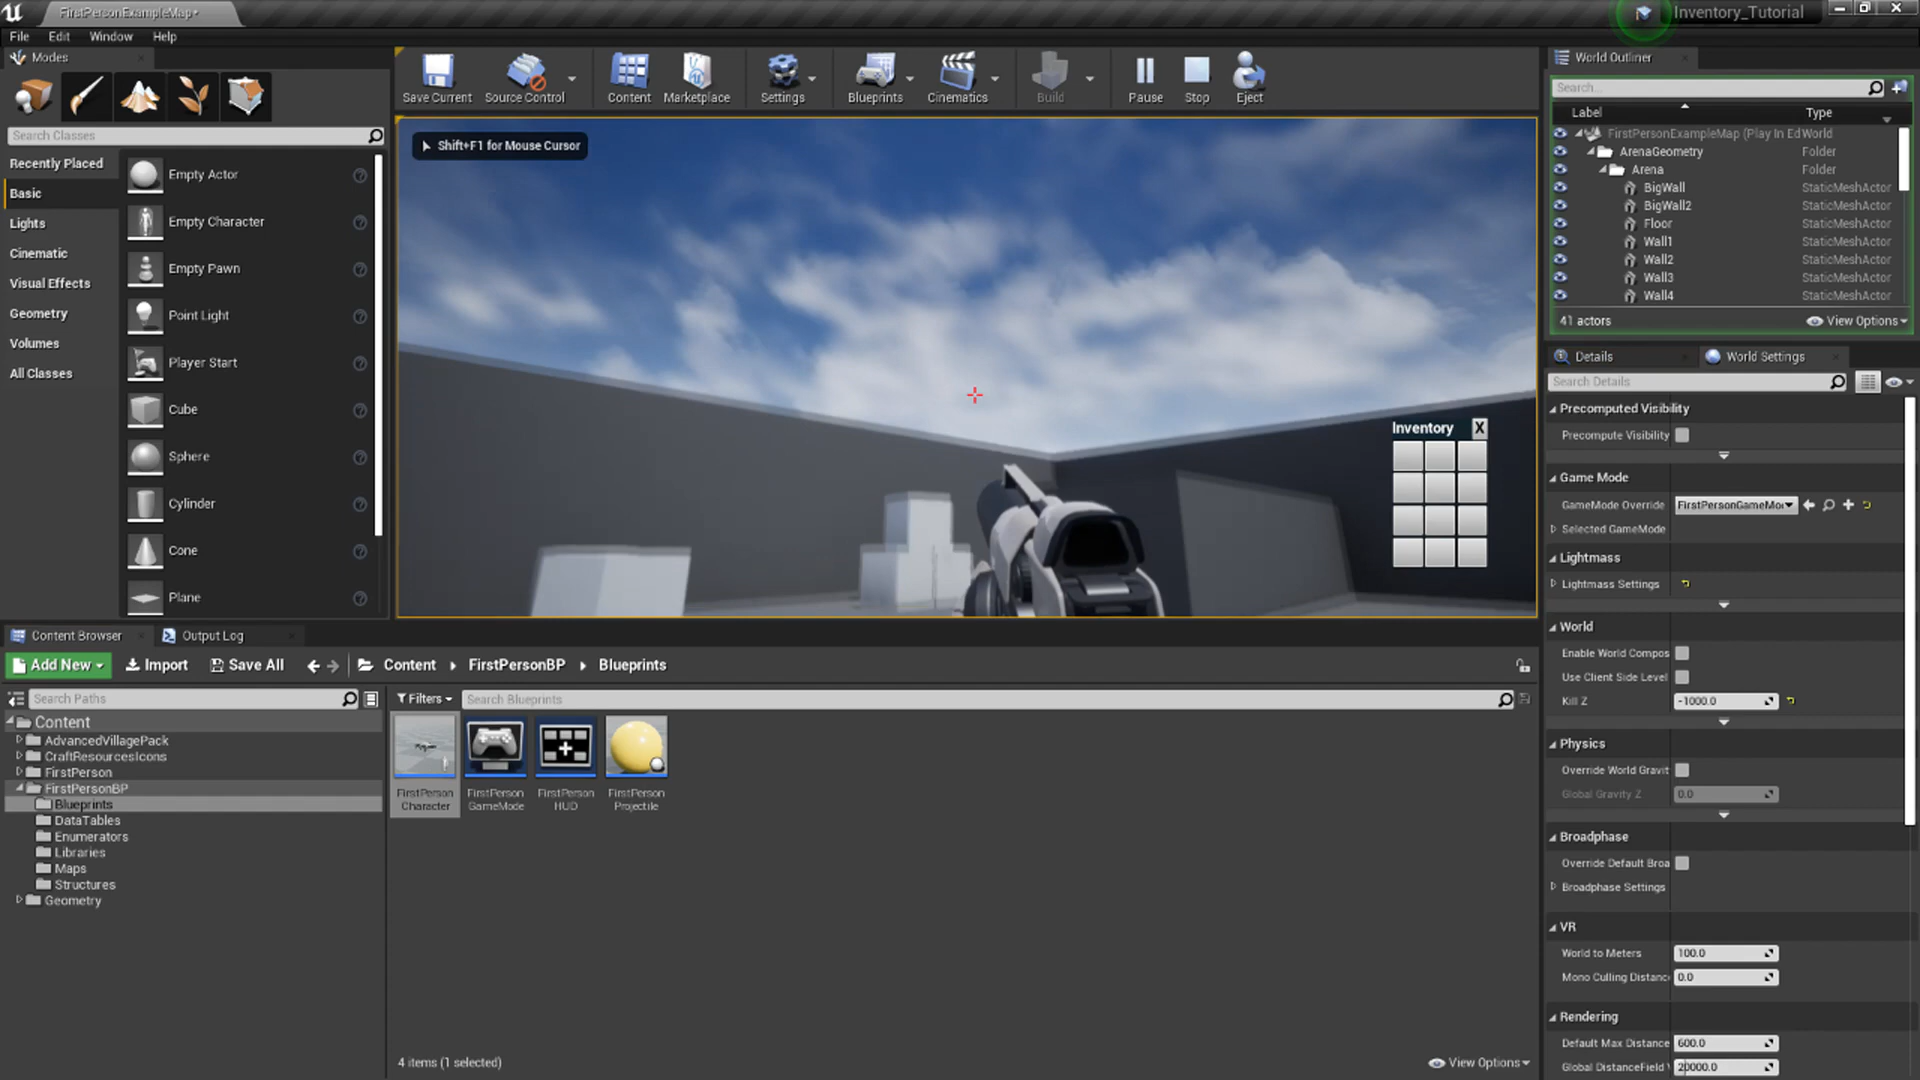 FirstPersonExampleMap*
Inventory_Tutorial
File Edit Window Help
Modes
Search Classes
Recently Placed
Basic
Lights
Cinematic
Visual Effects
Geometry
Volumes
All Classes
Empty Actor
Empty Character
Empty Pawn
Point Light
Player Start
Cube
Sphere
Cylinder
Cone
Plane
Save Current Source Control Content Marketplace Settings Blueprints Cinematics Build Pause Stop Eject
Shift+F1 for Mouse Cursor
Inventory X
World Outliner
Search...
Label Type
FirstPersonExampleMap (Play In Ed World
ArenaGeometry Folder
Arena Folder
BigWall StaticMeshActor
BigWall2 StaticMeshActor
Floor StaticMeshActor
Wall1 StaticMeshActor
Wall2 StaticMeshActor
Wall3 StaticMeshActor
Wall4 StaticMeshActor
41 actors View Options
Details World Settings
Search Details
Precomputed Visibility
Precompute Visibility
Game Mode
GameMode Override FirstPersonGameMo
Selected GameMode
Lightmass
Lightmass Settings
World
Enable World Compos
Use Client Side Level
Kill Z -1000.0
Physics
Override World Gravit
Global Gravity Z 0.0
Broadphase
Override Default Broa
Broadphase Settings
VR
World to Meters 100.0
Mono Culling Distanc 0.0
Rendering
Default Max Distance 600.0
Global DistanceField 20000.0
Content Browser Output Log
Add New Import Save All Content FirstPersonBP Blueprints
Search Paths
Filters Search Blueprints
Content
AdvancedVillagePack
CraftResourcesIcons
FirstPerson
FirstPersonBP
Blueprints
DataTables
Enumerators
Libraries
Maps
Structures
Geometry
FirstPerson Character
FirstPerson GameMode
FirstPerson HUD
FirstPerson Projectile
4 items (1 selected) View Options